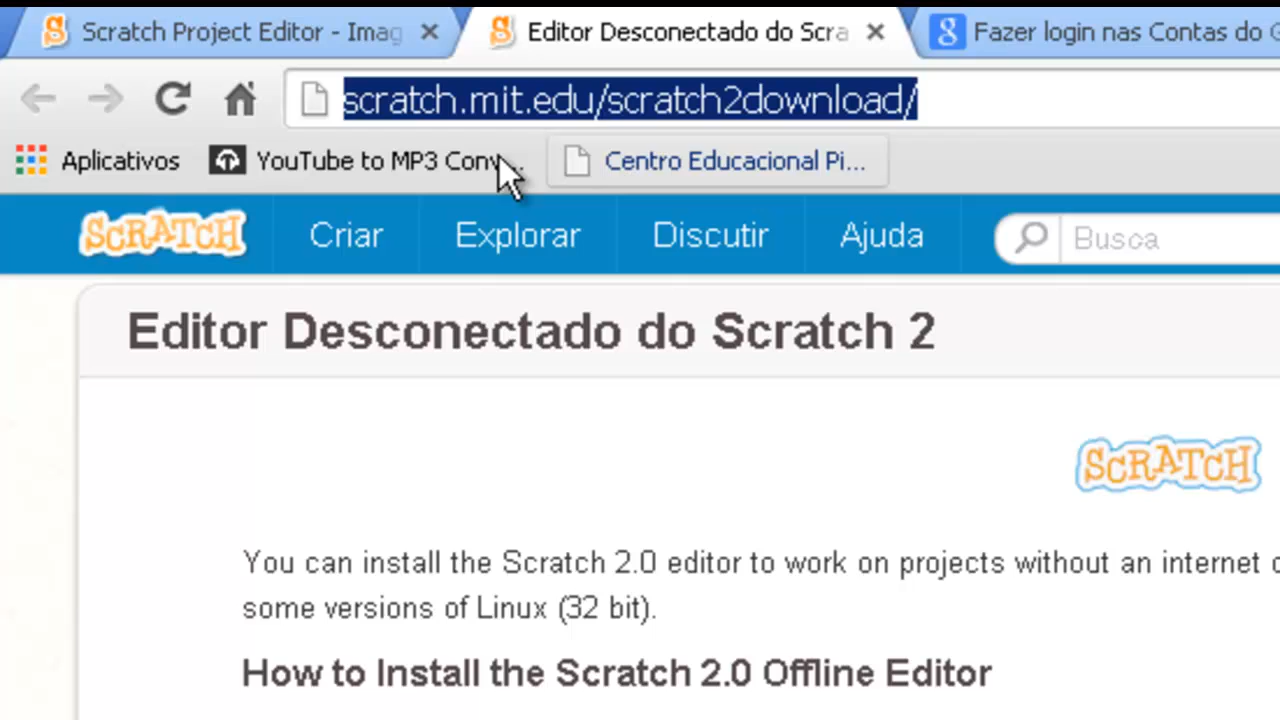 Scratch Project Editor - Imag
Editor Desconectado do Scra
Fazer login nas Contas do G
scratch.mit.edu/scratch2download/
Aplicativos
YouTube to MP3 Conv...
Centro Educacional Pi...
SCRATCH
Criar
Explorar
Discutir
Ajuda
Busca
Editor Desconectado do Scratch 2
SCRATCH
You can install the Scratch 2.0 editor to work on projects without an internet c
some versions of Linux (32 bit).
How to Install the Scratch 2.0 Offline Editor